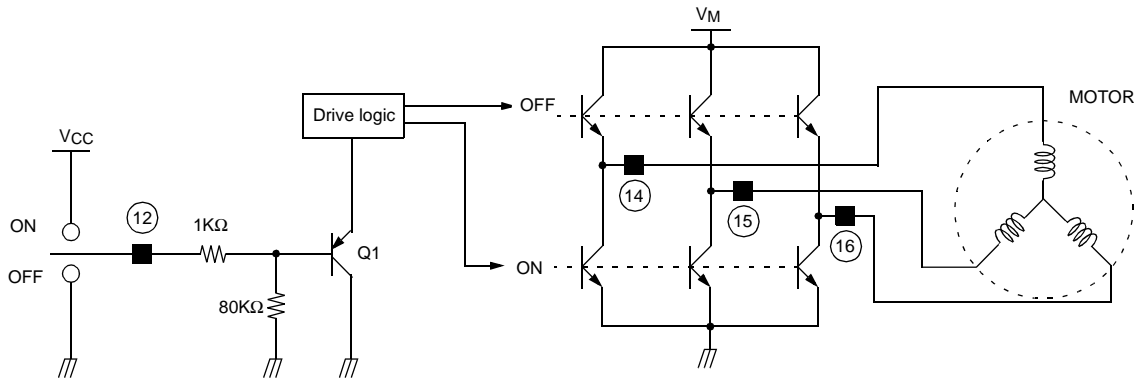 VM
Drive logic
OFF
MOTOR
VCC
14
12
15
ON
1KΩ
16
Q1
OFF
ON
80KΩ